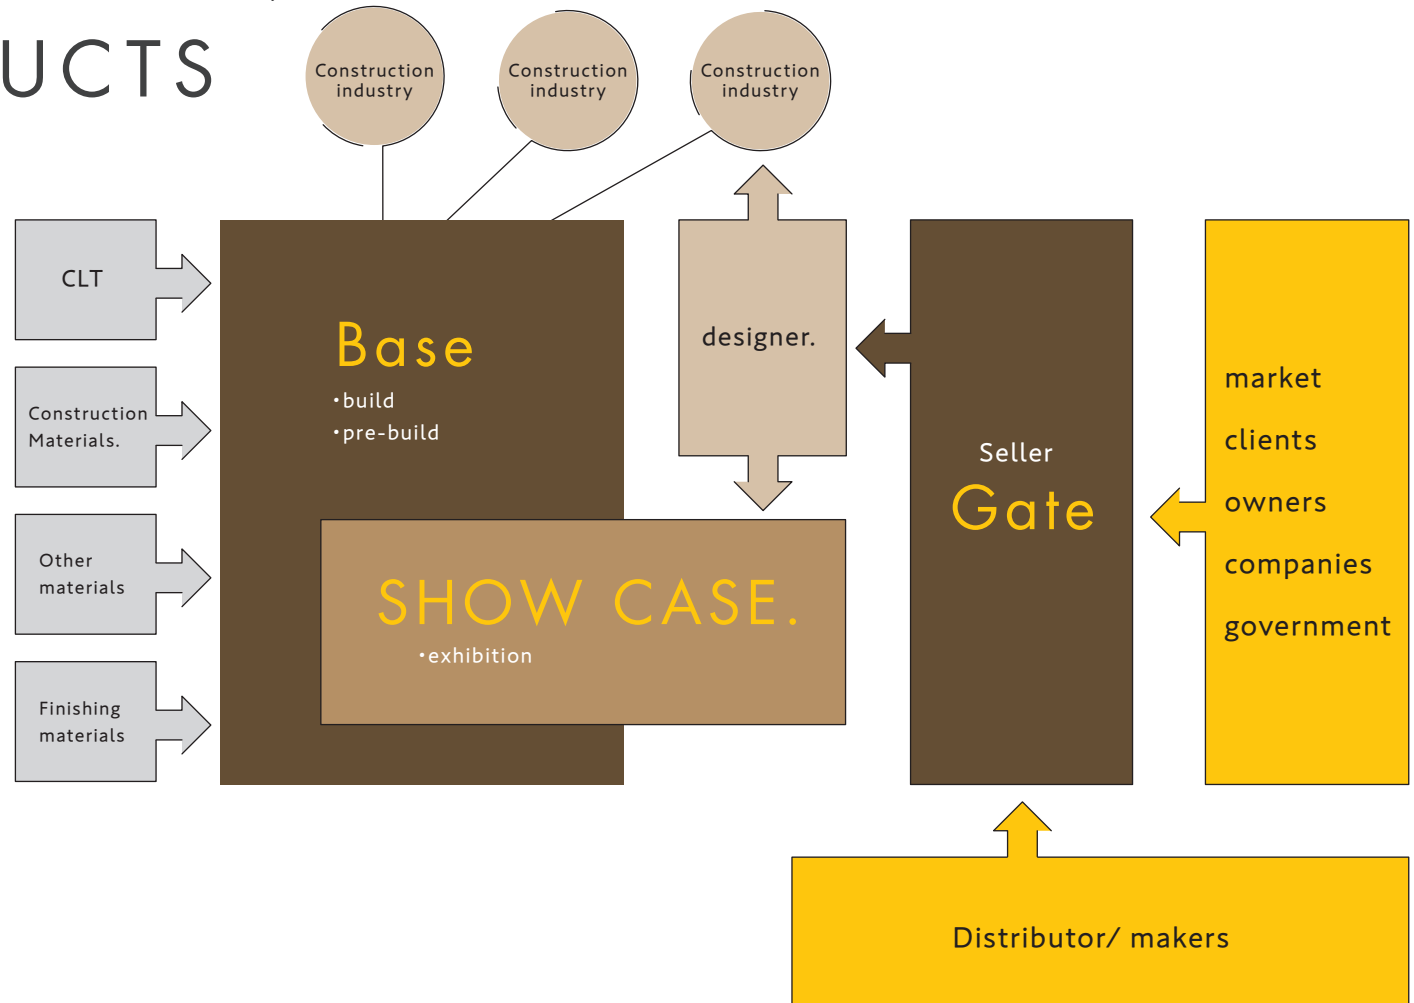 UCTS
Construction
industry
Construction
industry
Construction
industry
CLT
Construction
Materials.
Other
materials
Finishing
materials
Base
・build
・pre-build
SHOW CASE.
・exhibition
designer.
Seller
Gate
market
clients
owners
companies
government
Distributor/ makers